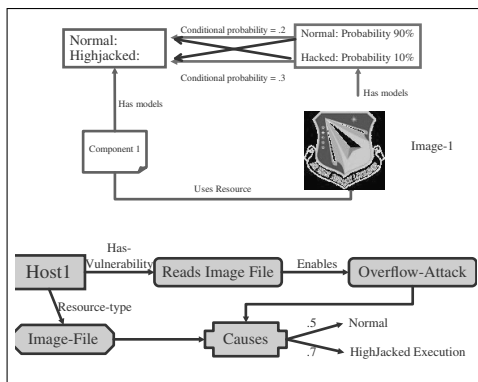 Conditional probability = .2
Normal:
Highjacked:
Normal: Probability 90%
Hacked: Probability 10%
Conditional probability = .3
Has models
Has models
Component 1
Image-1
Uses Resource
Has-
Vulnerability
Host1
Reads Image File
Enables
Overflow-Attack
Resource-type
Image-File
Causes
.5
Normal
.7
HighJacked Execution